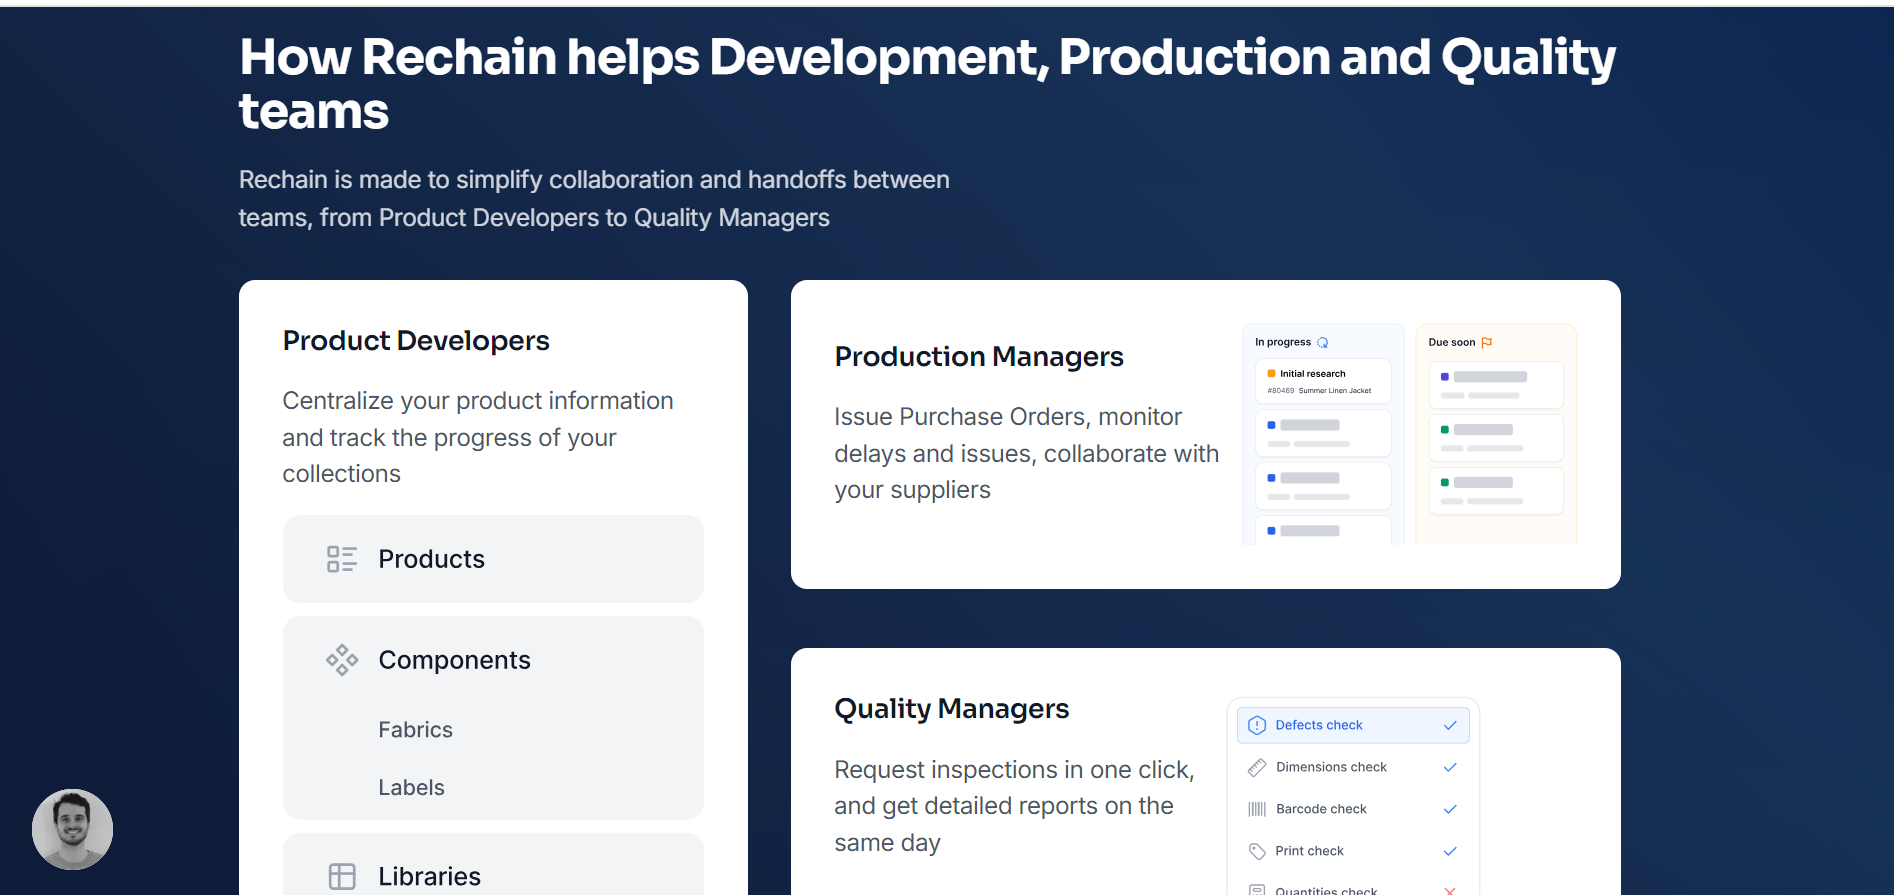 How Rechain helps Development, Production and Quality
teams
Rechain is made to simplify collaboration and handoffs between
teams, from Product Developers to Quality Managers
Product Developers
Centralize your product information
and track the progress of your
collections
Products
Components
Fabrics
Labels
Libraries
Production Managers
Issue Purchase Orders, monitor
delays and issues, collaborate with
your suppliers
In progress
Initial research
#80469 Summer Linen Jacket
Due soon
Quality Managers
Request inspections in one click,
and get detailed reports on the
same day
Defects check
Dimensions check
Barcode check
Print check
Quantities check